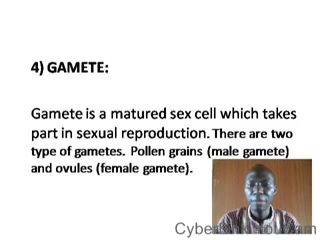 4) GAMETE:
Gamete is a matured sex cell which takes
part in sexual reproduction. There are two
type of gametes. Pollen grains (male gamete)
and ovules (female gamete).